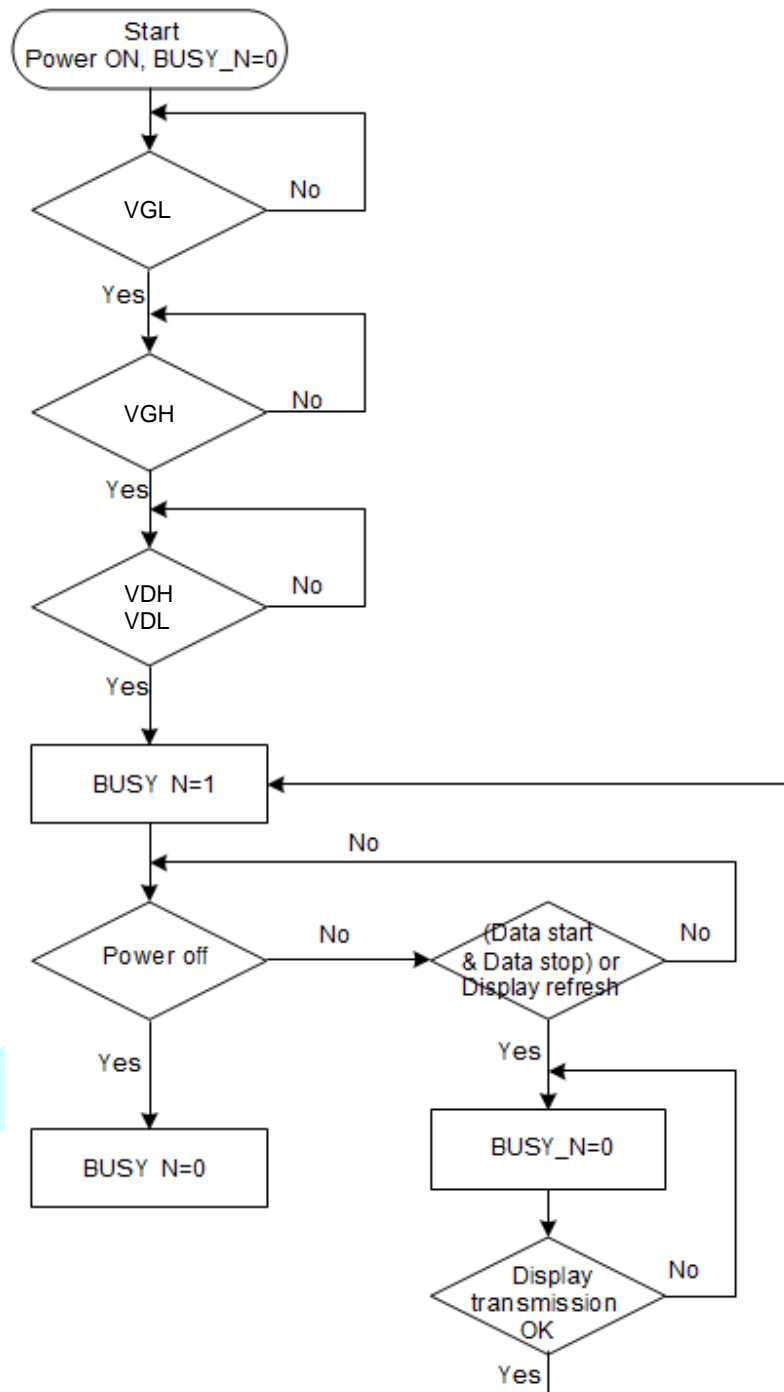 Start
Power ON, BUSY_N=0
No
VGL
Yes
No
VGH
Yes
No
VDH
VDL
Yes
BUSY N=1
No
Power off
No
(Data start
& Data stop) or
Display refresh
No
Yes
Yes
BUSY N=0
BUSY_N=0
Display
transmission
OK
No
Yes